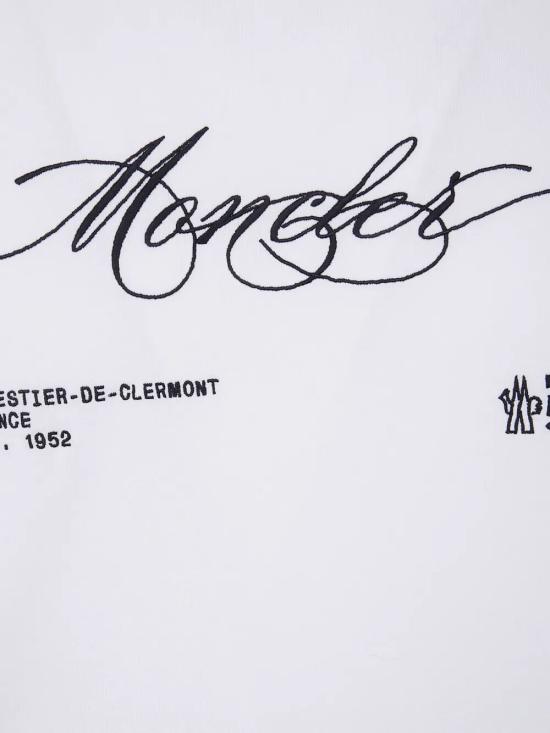 Moncler
ESTIER-DE-CLERMONT
NCE
. 1952